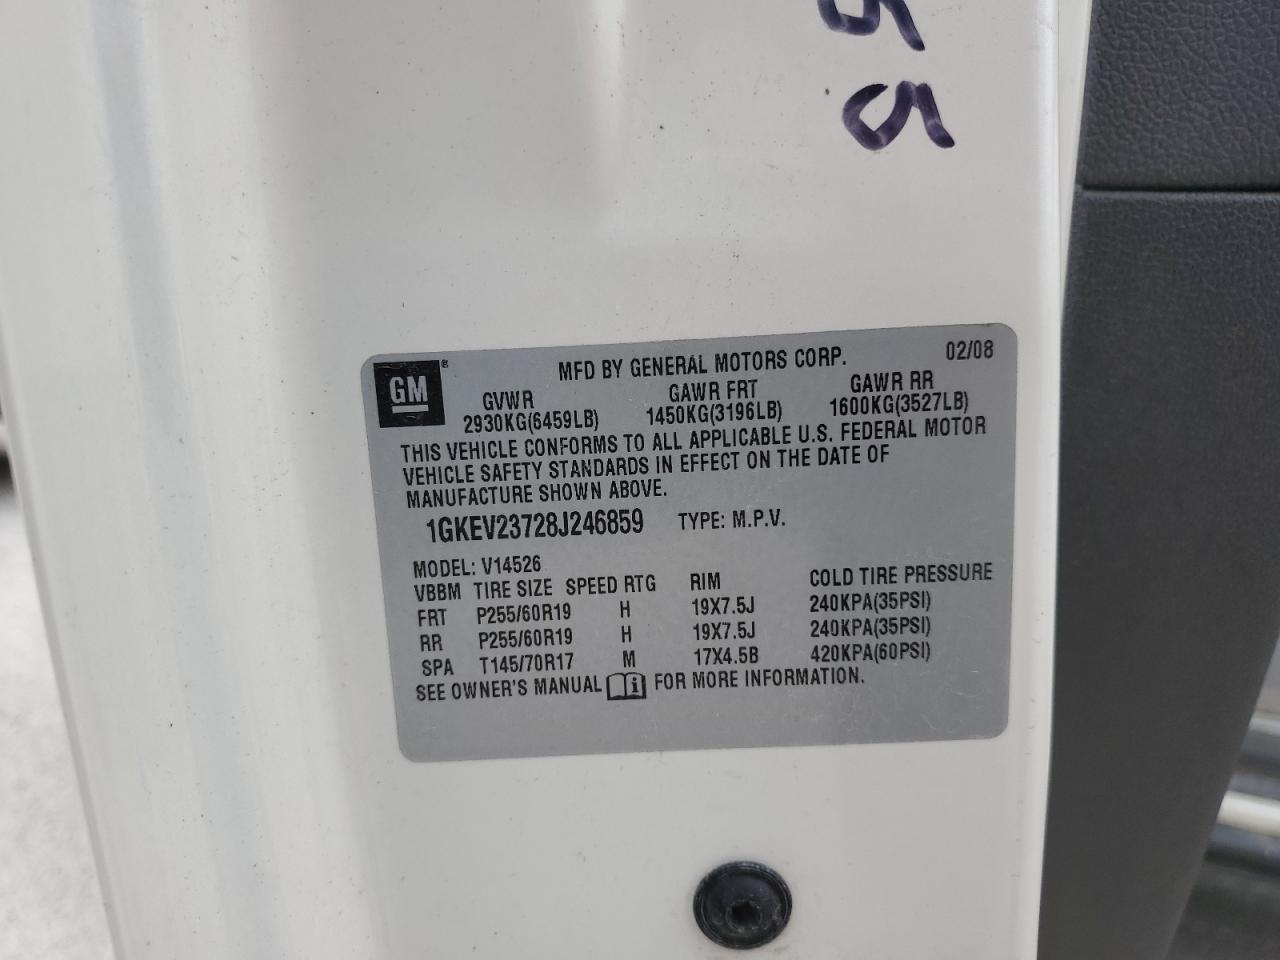 55
GM®
MFD BY GENERAL MOTORS CORP. 02/08
GVWR GAWR FRT GAWR RR
2930KG(6459LB) 1450KG(3196LB) 1600KG(3527LB)
THIS VEHICLE CONFORMS TO ALL APPLICABLE U.S. FEDERAL MOTOR
VEHICLE SAFETY STANDARDS IN EFFECT ON THE DATE OF
MANUFACTURE SHOWN ABOVE.
1GKEV23728J246859 TYPE: M.P.V.
MODEL: V14526
VBBM TIRE SIZE SPEED RTG RIM COLD TIRE PRESSURE
FRT P255/60R19 H 19X7.5J 240KPA(35PSI)
RR P255/60R19 H 19X7.5J 240KPA(35PSI)
SPA T145/70R17 M 17X4.5B 420KPA(60PSI)
SEE OWNER'S MANUAL i FOR MORE INFORMATION.